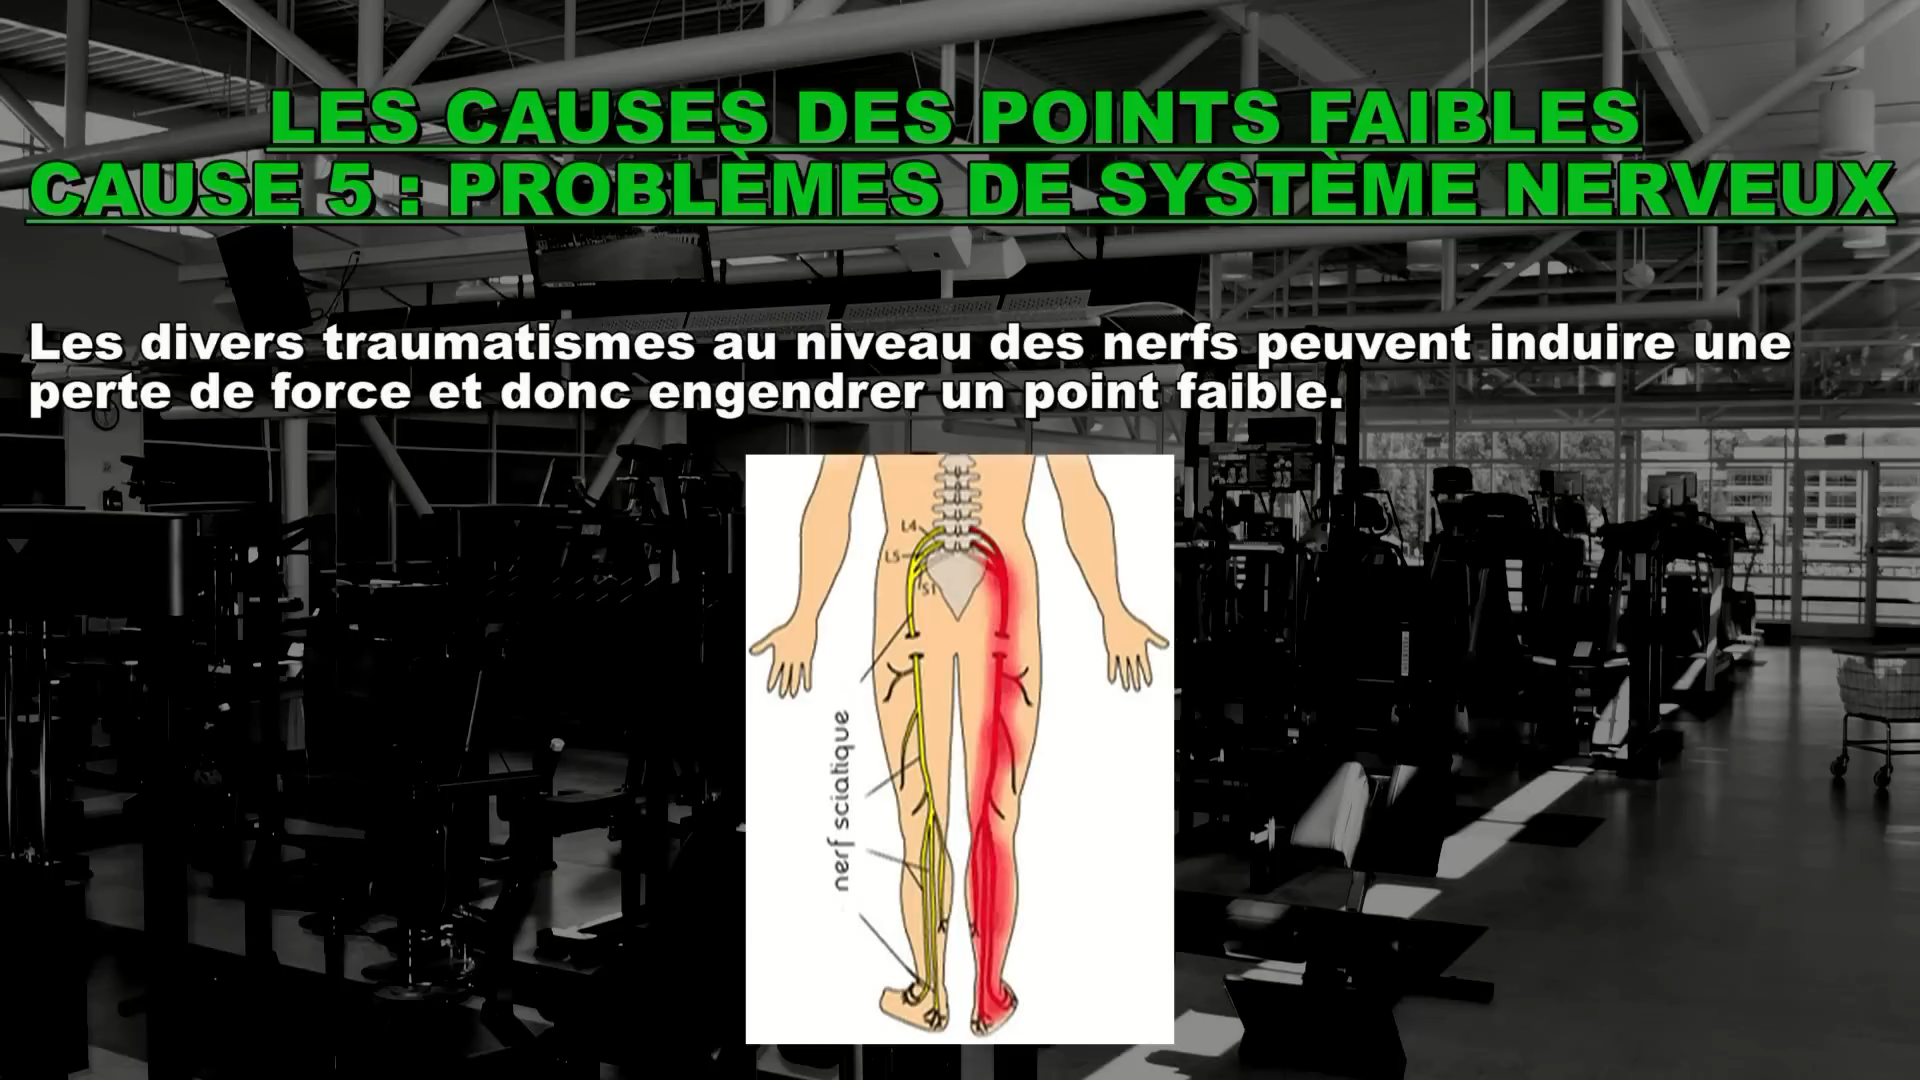 LES CAUSES DES POINTS FAIBLES
CAUSE 5 : PROBLÈMES DE SYSTÈME NERVEUX
Les divers traumatismes au niveau des nerfs peuvent induire une
perte de force et donc engendrer un point faible.
L4
L5
S1
nerf sciatique